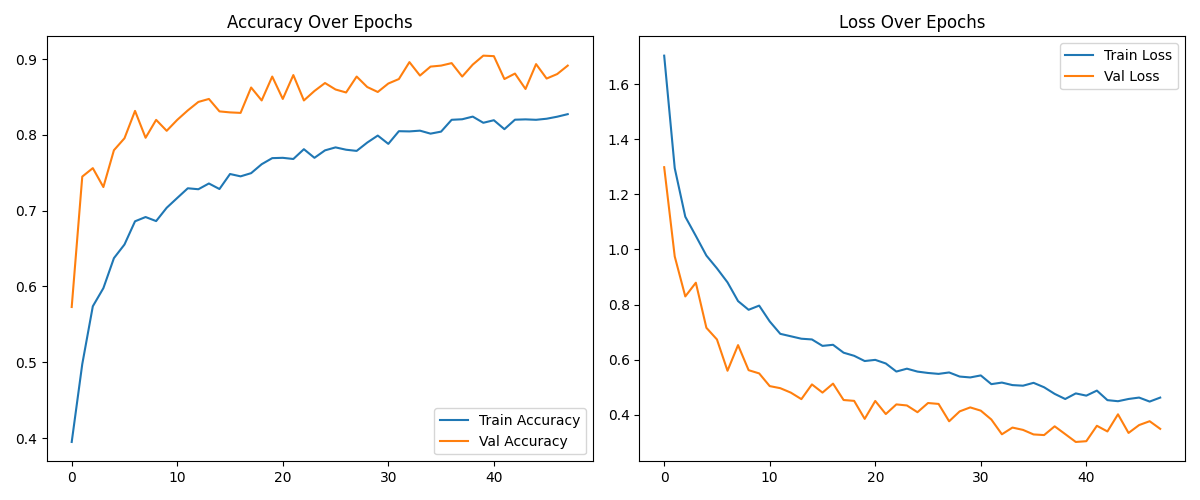 Accuracy Over Epochs
0.9
0.8
0.7
0.6
0.5
0.4
0 10 20 30 40
Train Accuracy
Val Accuracy
Loss Over Epochs
1.6
1.4
1.2
1.0
0.8
0.6
0.4
0 10 20 30 40
Train Loss
Val Loss